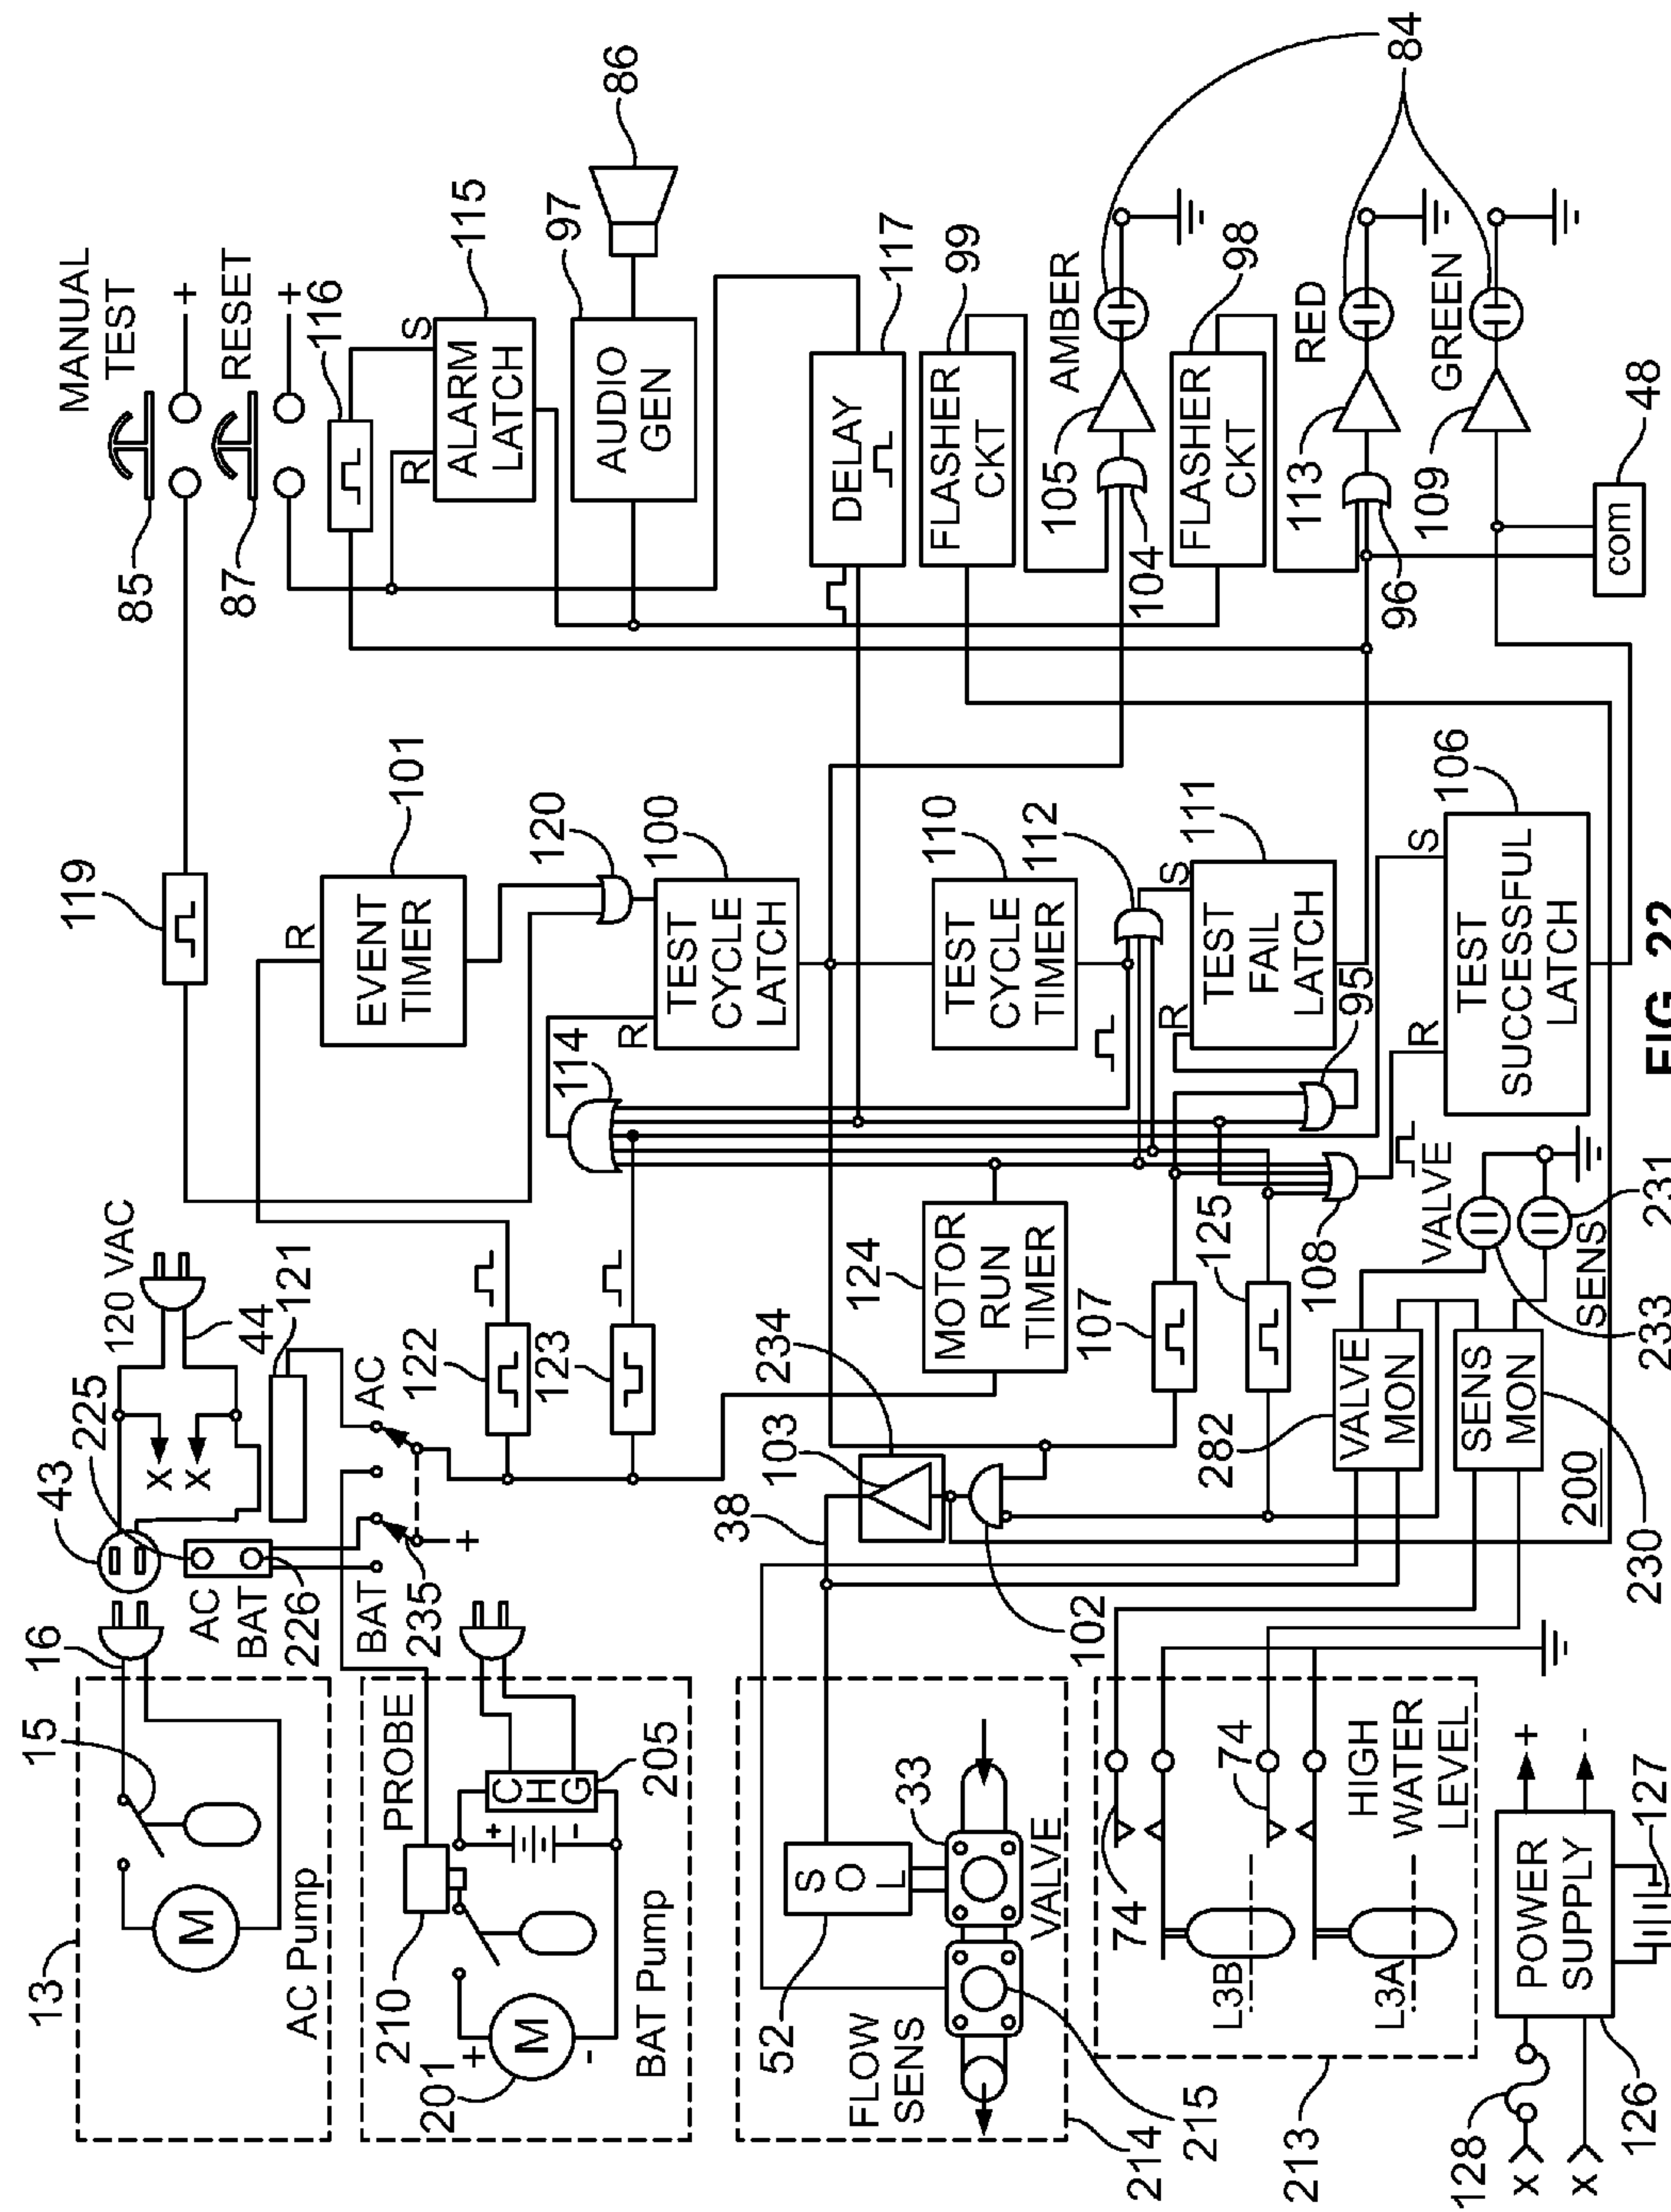 13
15
16
43
120 VAC
44
225
121
X
X
AC
BAT
226
AC
BAT
235
+
AC Pump
M
PROBE
210
201
+
M
-
+
-
C
H
G
205
BAT Pump
122
123
119
MANUAL
TEST
85
+
RESET
87
+
116
R
S
ALARM
LATCH
115
AUDIO
GEN
97
86
R
EVENT
TIMER
101
120
114
R
TEST
CYCLE
LATCH
100
DELAY
117
FLASHER
CKT
99
AMBER
105
104
84
FLASHER
CKT
98
RED
113
96
GREEN
109
com
48
TEST
CYCLE
TIMER
110
112
R
S
TEST
FAIL
LATCH
111
95
R
S
TEST
SUCCESSFUL
LATCH
106
38
103
234
124
MOTOR
RUN
TIMER
107
125
108
102
282
VALVE
MON
SENS
MON
230
200
VALVE
SENS
233
231
52
S
O
L
33
VALVE
FLOW
SENS
214
215
74
74
L3B
L3A
HIGH
WATER
LEVEL
213
128
X
X
126
POWER
SUPPLY
+
-
127
FIG. 22